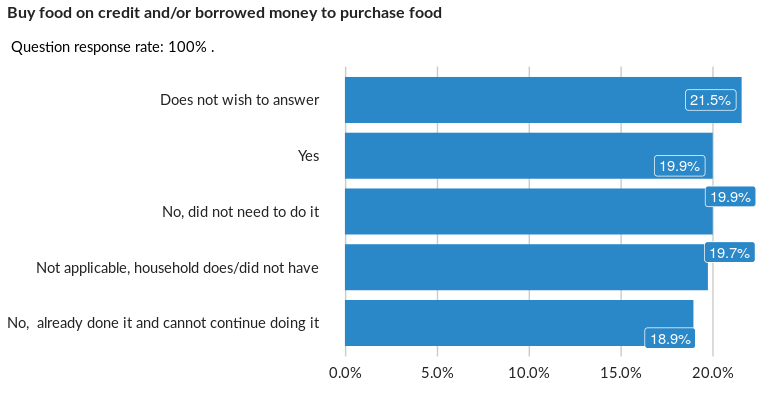 Buy food on credit and/or borrowed money to purchase food
Question response rate: 100% .
Does not wish to answer
21.5%
Yes
19.9%
No, did not need to do it
19.9%
Not applicable, household does/did not have
19.7%
No,  already done it and cannot continue doing it
18.9%
0.0% 5.0% 10.0% 15.0% 20.0%